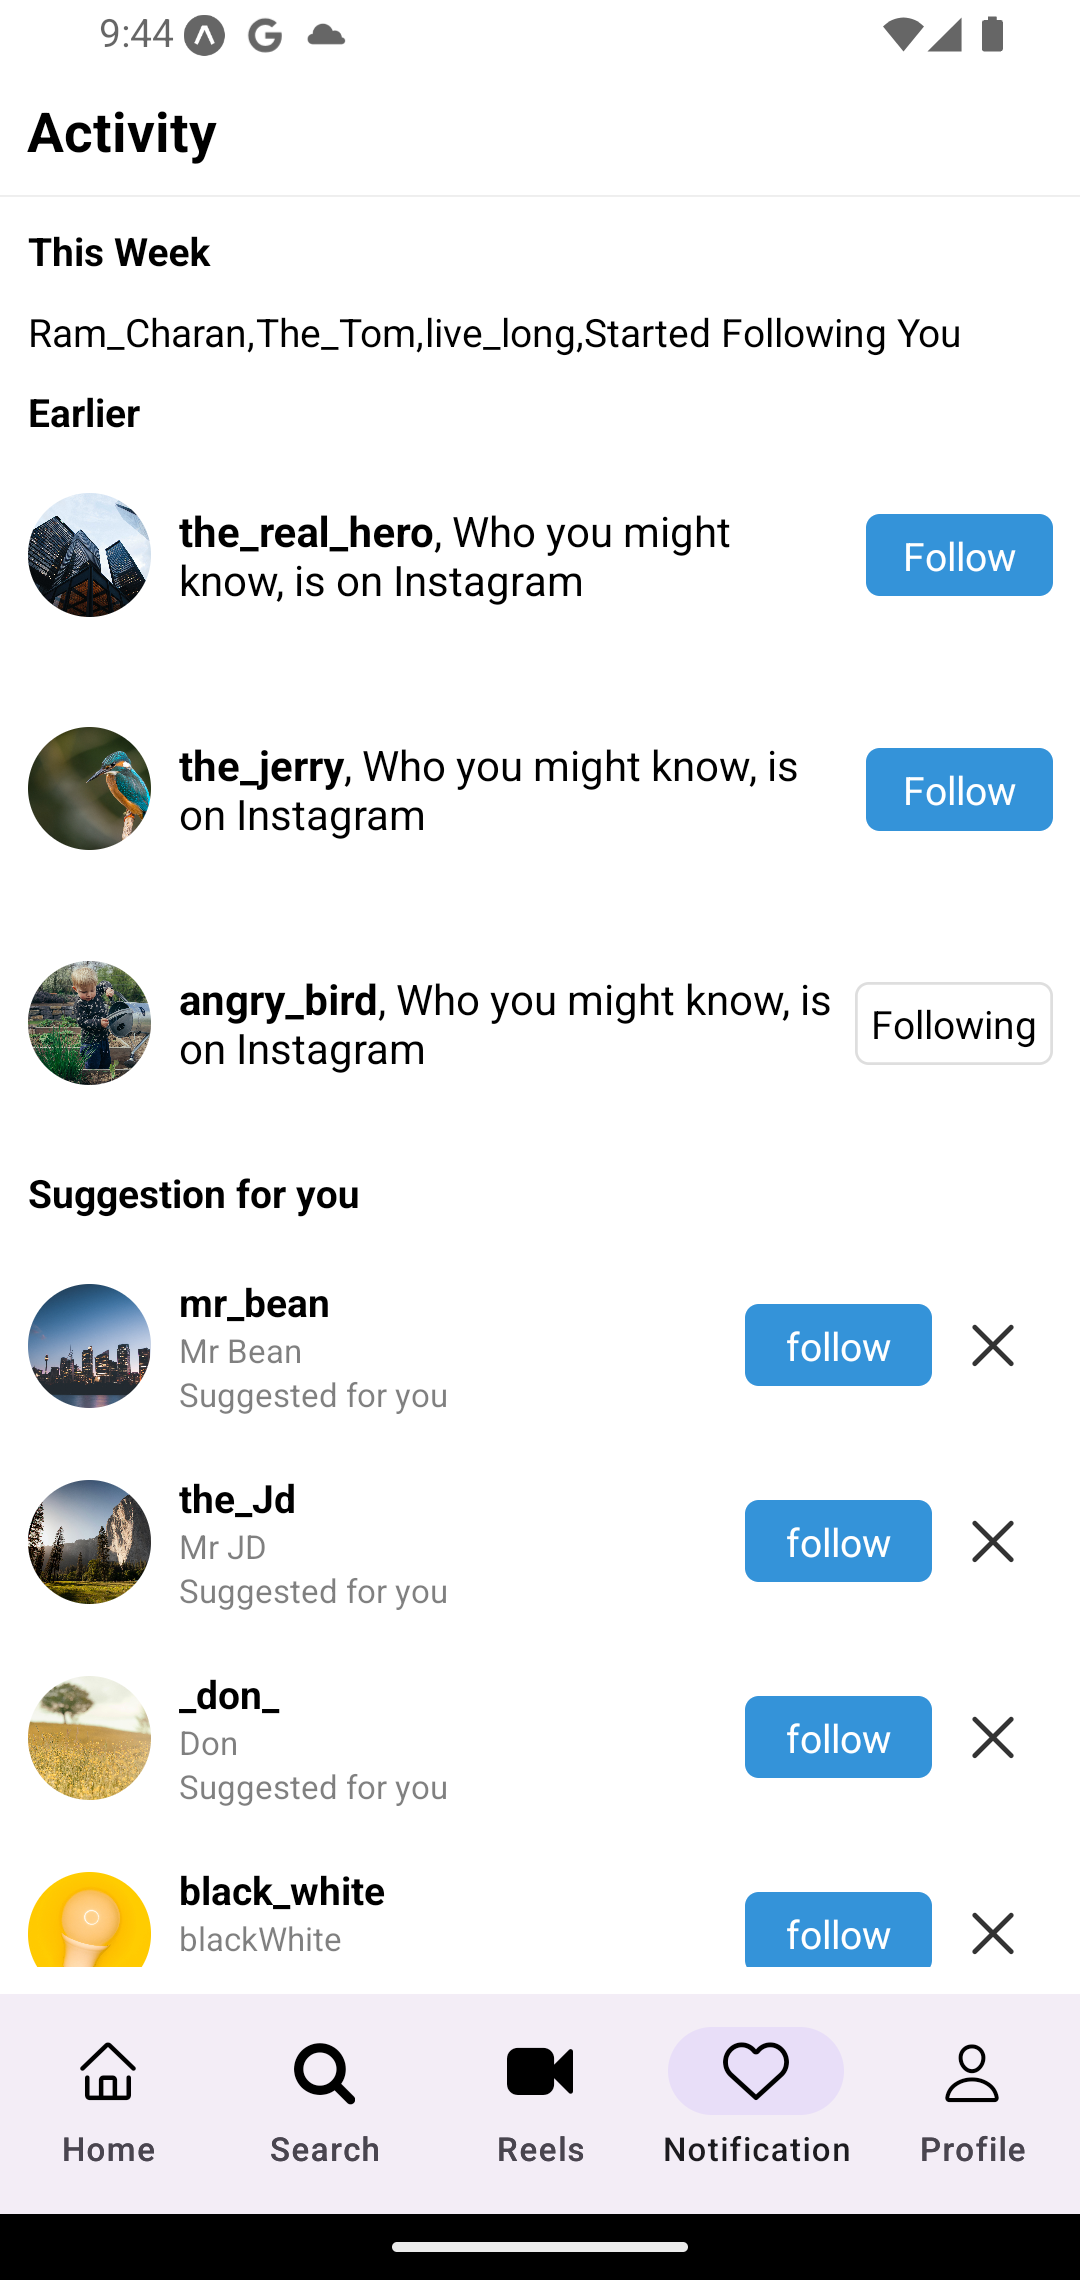 9:44
Activity
This Week
Ram_Charan,The_Tom,live_long,Started Following You
Earlier
the_real_hero, Who you might
know, is on Instagram
Follow
the_jerry, Who you might know, is
on Instagram
Follow
angry_bird, Who you might know, is
on Instagram
Following
Suggestion for you
mr_bean
Mr Bean
Suggested for you
follow
the_Jd
Mr JD
Suggested for you
follow
_don_
Don
Suggested for you
follow
black_white
blackWhite
follow
Home
Search
Reels
Notification
Profile